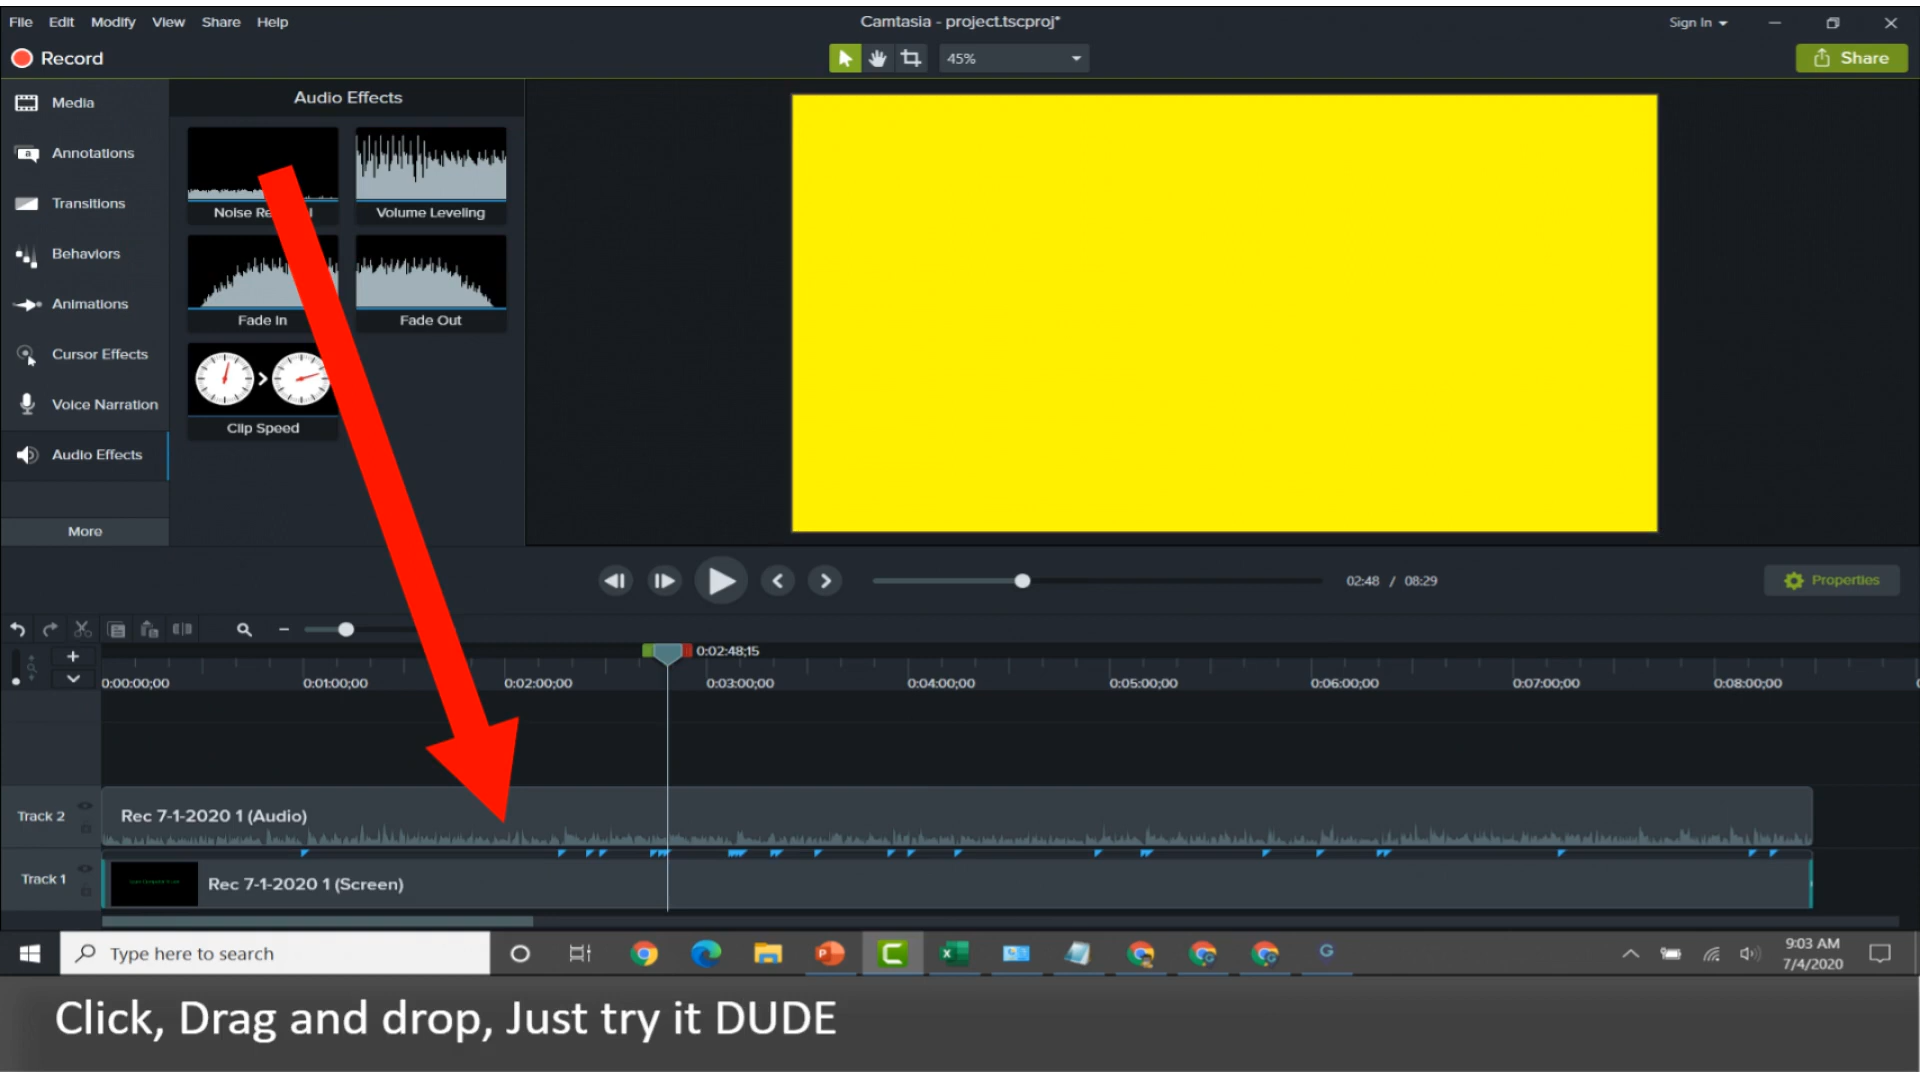 File Edit Modify View Share Help
Camtasia - project.tscproj*
Sign In
Record
45%
Share
Media
Annotations
Transitions
Behaviors
Animations
Cursor Effects
Voice Narration
Audio Effects
More
Audio Effects
Noise
Volume Leveling
Fade In
Fade Out
Clip Speed
02:48 / 08:29
Properties
0:02:48;15
0:00:00;00 0:01:00;00 0:02:00;00 0:03:00;00 0:04:00;00 0:05:00;00 0:06:00;00 0:07:00;00 0:08:00;00
Track 2
Rec 7-1-2020 1 (Audio)
Track 1
Rec 7-1-2020 1 (Screen)
Type here to search
9:03 AM
7/4/2020
Click, Drag and drop, Just try it DUDE